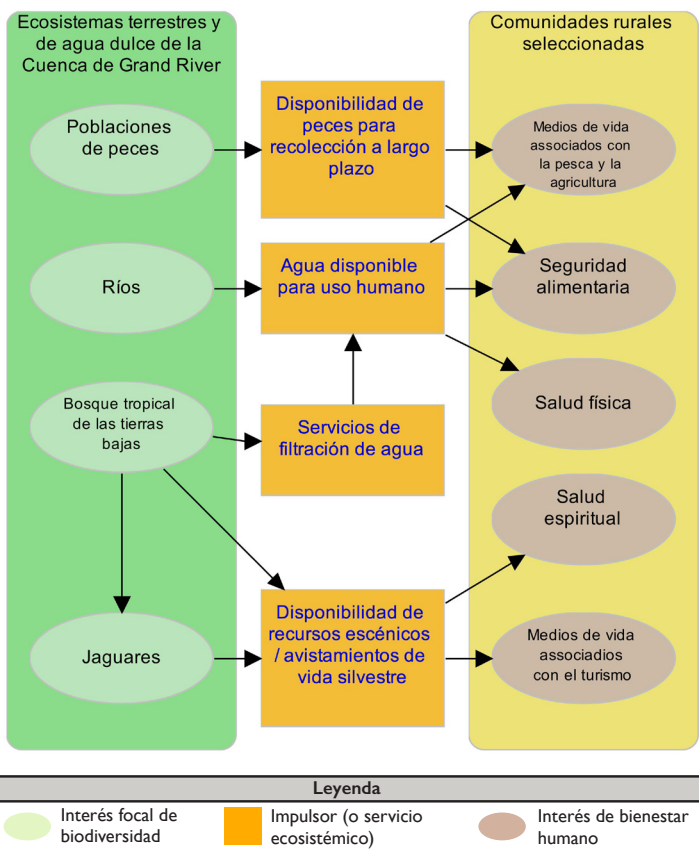 Ecosistemas terrestres y
de agua dulce de la
Cuenca de Grand River
Poblaciones
de peces
Ríos
Bosque tropical
de las tierras
bajas
Jaguares
Disponibilidad de
peces para
recolección a largo
plazo
Agua disponible
para uso humano
Servicios de
filtración de agua
Disponibilidad de
recursos escénicos
/ avistamientos de
vida silvestre
Comunidades rurales
seleccionadas
Medios de vida
associados con
la pesca y la
agricultura
Seguridad
alimentaria
Salud física
Salud
espiritual
Medios de vida
associadios
con el turismo
Leyenda
Interés focal de
biodiversidad
Impulsor (o servicio
ecosistémico)
Interés de bienestar
humano